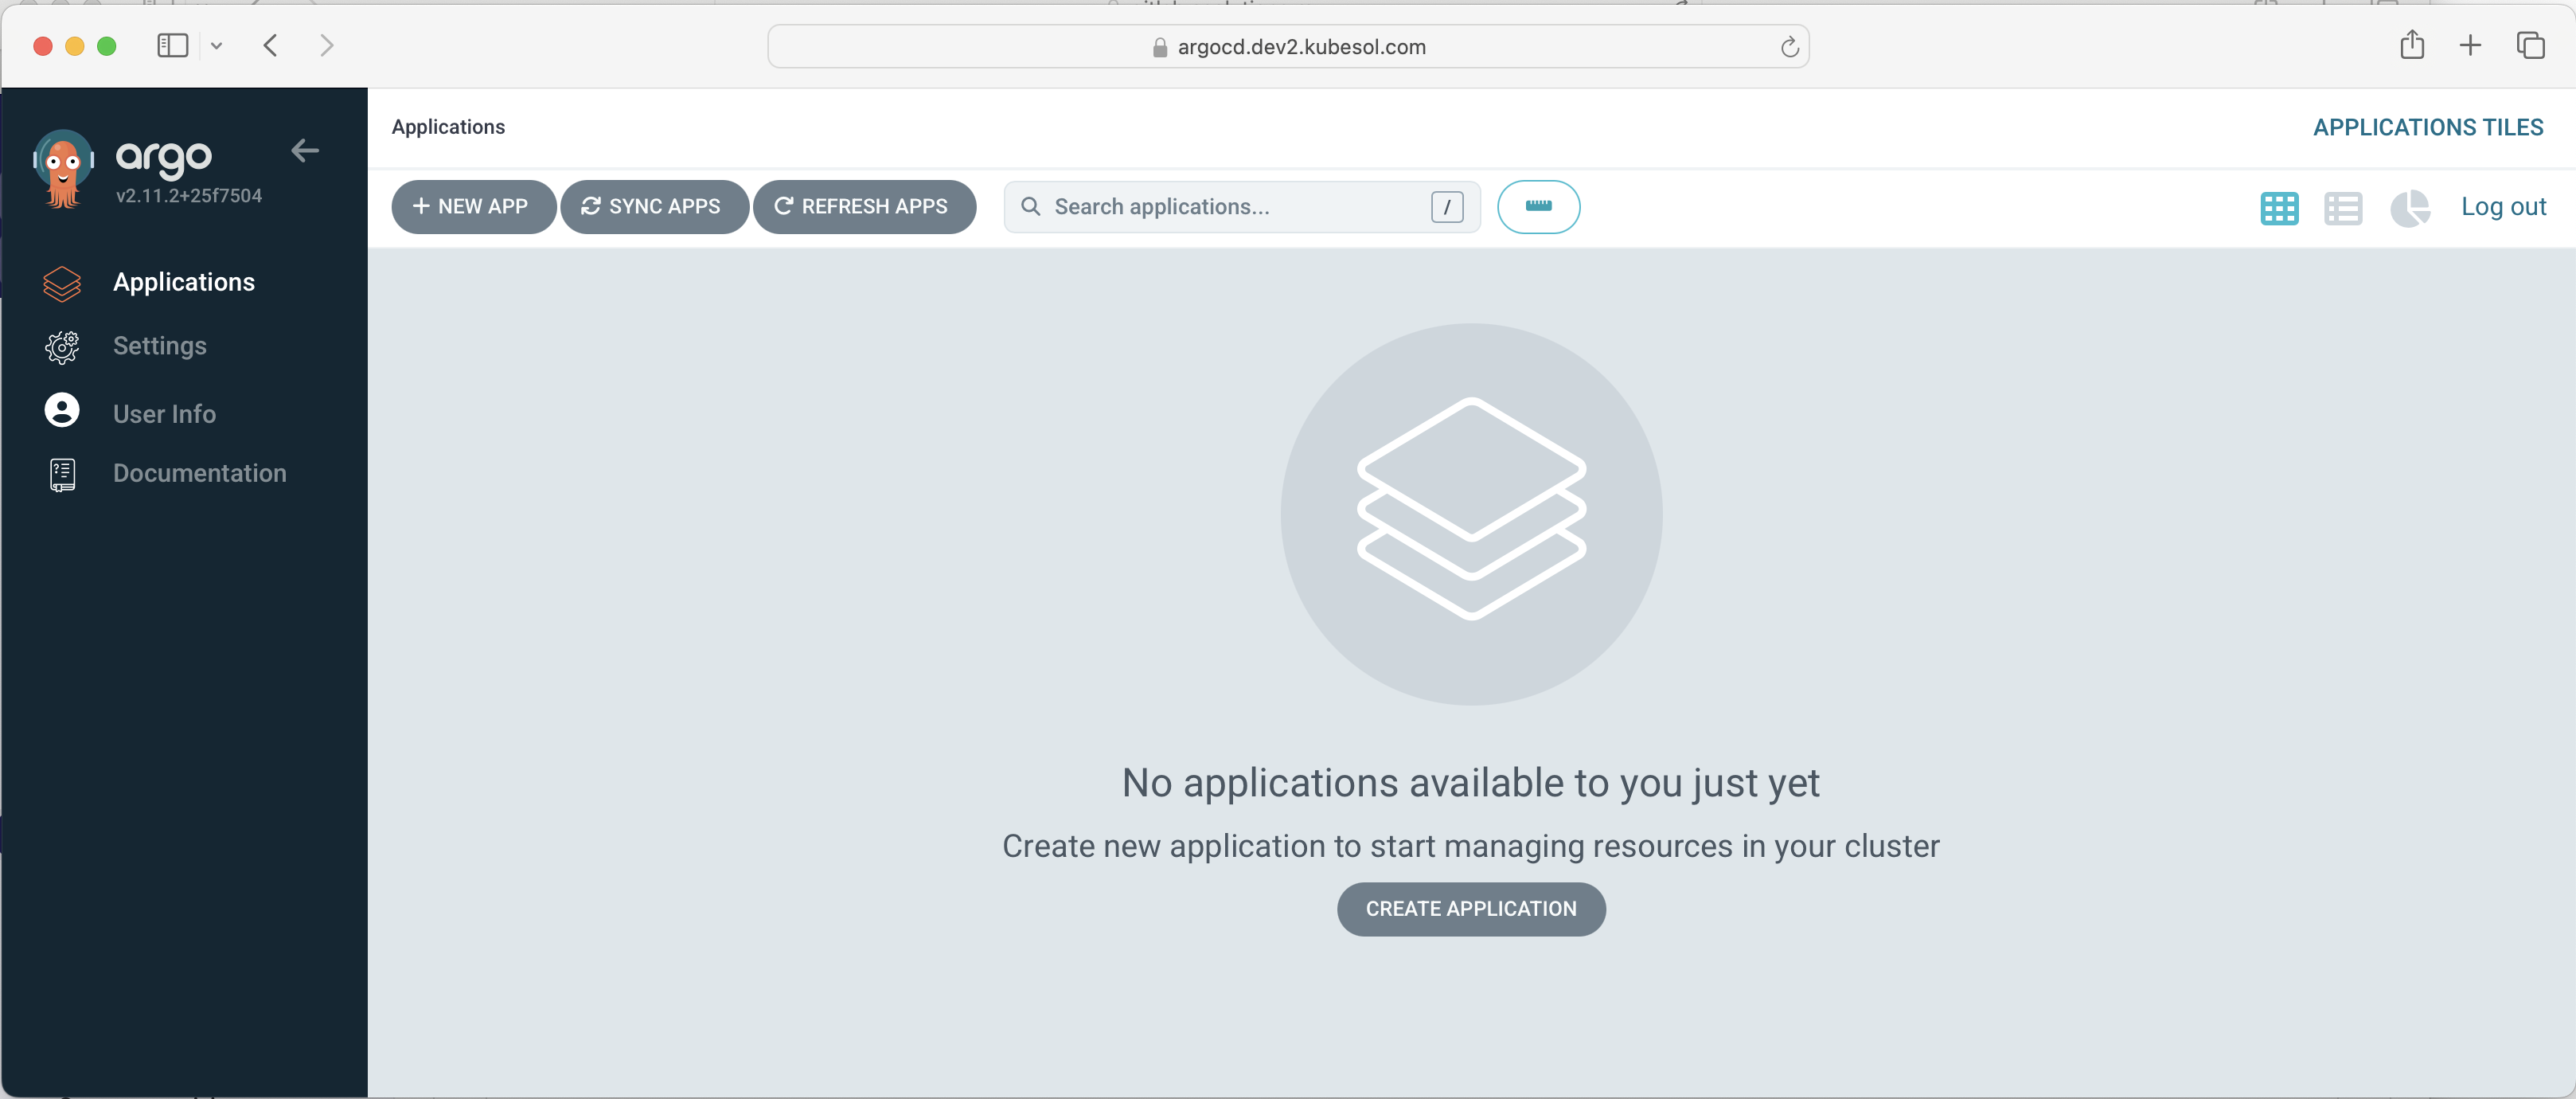 argocd.dev2.kubesol.com
argo
v2.11.2+25f7504
Applications
Settings
User Info
Documentation
Applications
APPLICATIONS TILES
+ NEW APP
SYNC APPS
REFRESH APPS
Search applications...
/
Log out
No applications available to you just yet
Create new application to start managing resources in your cluster
CREATE APPLICATION